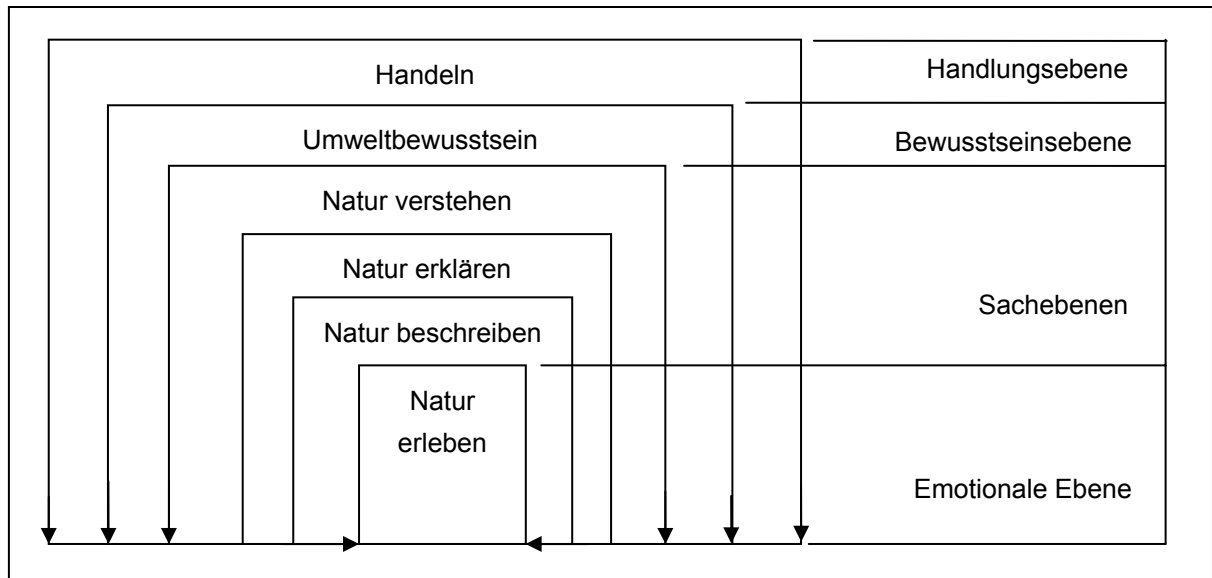 Handeln
Handlungsebene
Umweltbewusstsein
Bewusstseinsebene
Natur verstehen
Natur erklären
Sachebenen
Natur beschreiben
Natur
erleben
Emotionale Ebene